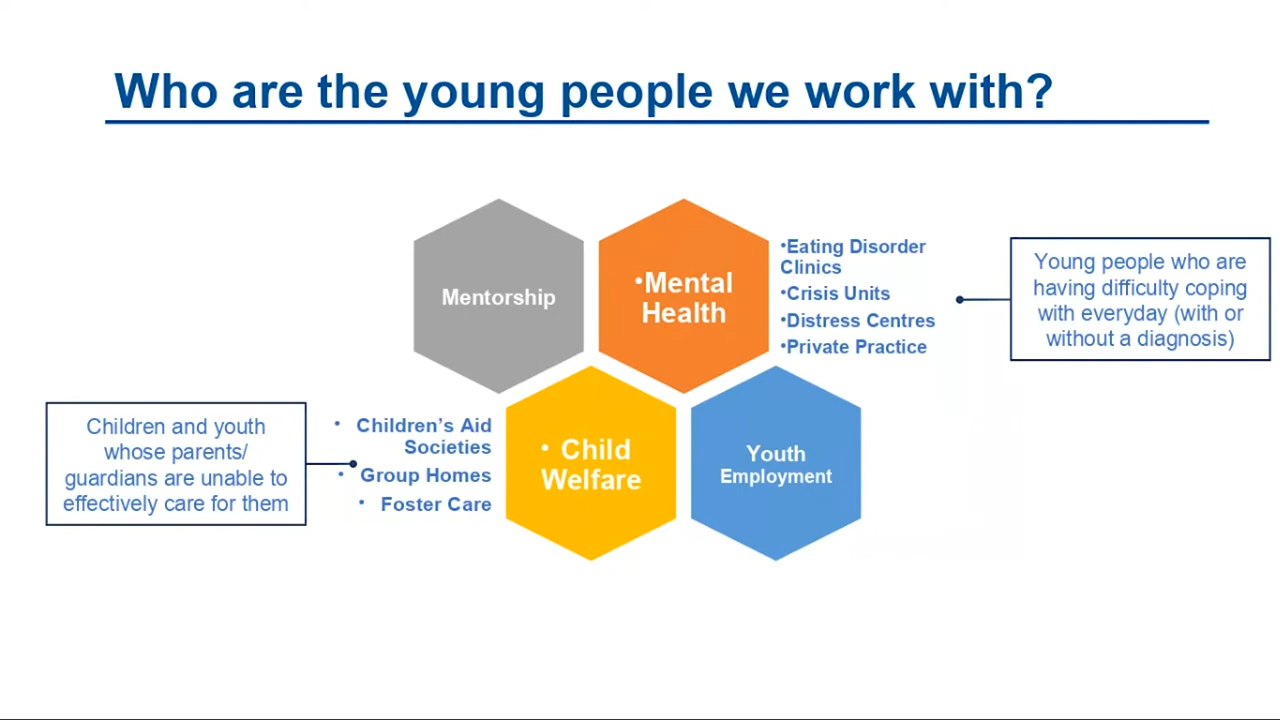 Who are the young people we work with?
Mentorship
•Mental
Health
•Eating Disorder
Clinics
•Crisis Units
•Distress Centres
•Private Practice
Young people who are
having difficulty coping
with everyday (with or
without a diagnosis)
Children and youth
whose parents/
guardians are unable to
effectively care for them
• Children’s Aid
Societies
• Group Homes
• Foster Care
• Child
Welfare
Youth
Employment